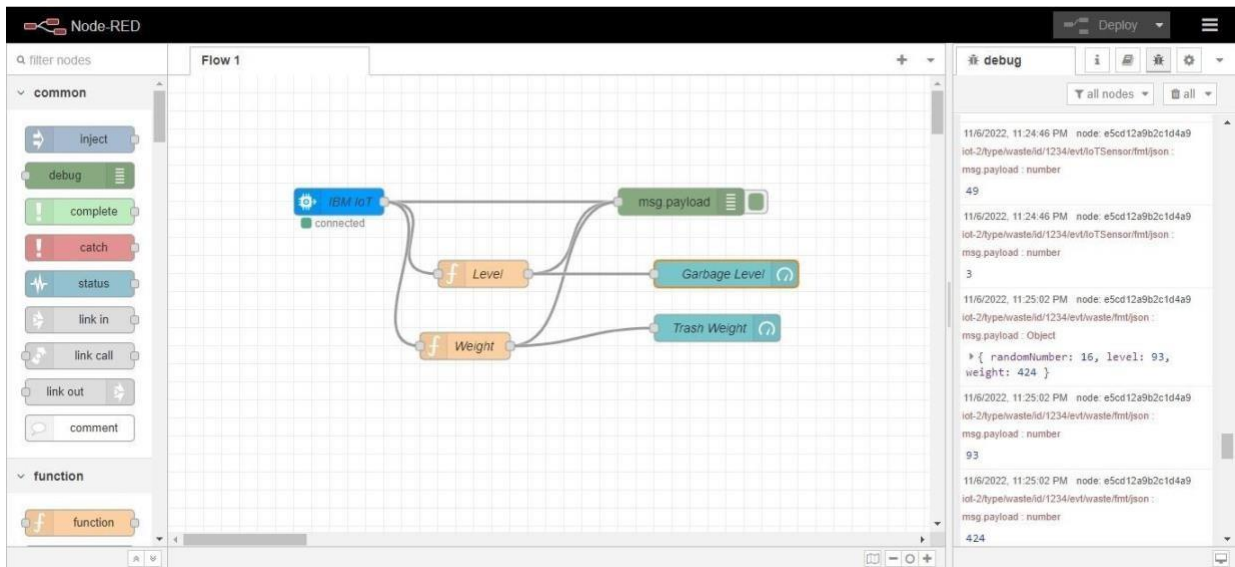 Node-RED
Deploy
filter nodes
common
inject
debug
complete
catch
status
link in
link call
link out
comment
function
function
Flow 1
IBM IoT
connected
msg.payload
Level
Garbage Level
Weight
Trash Weight
debug
i
all nodes
all
11/6/2022, 11:24:46 PM node: e5cd12a9b2c1d4a9
iot-2/type/waste/id/1234/evt/IoTSensor/fmt/json :
msg.payload : number
49
11/6/2022, 11:24:46 PM node: e5cd12a9b2c1d4a9
iot-2/type/waste/id/1234/evt/IoTSensor/fmt/json :
msg.payload : number
3
11/6/2022, 11:25:02 PM node: e5cd12a9b2c1d4a9
iot-2/type/waste/id/1234/evt/waste/fmt/json :
msg.payload : Object
{ randomNumber: 16, level: 93,
weight: 424 }
11/6/2022, 11:25:02 PM node: e5cd12a9b2c1d4a9
iot-2/type/waste/id/1234/evt/waste/fmt/json :
msg.payload : number
93
11/6/2022, 11:25:02 PM node: e5cd12a9b2c1d4a9
iot-2/type/waste/id/1234/evt/waste/fmt/json :
msg.payload : number
424